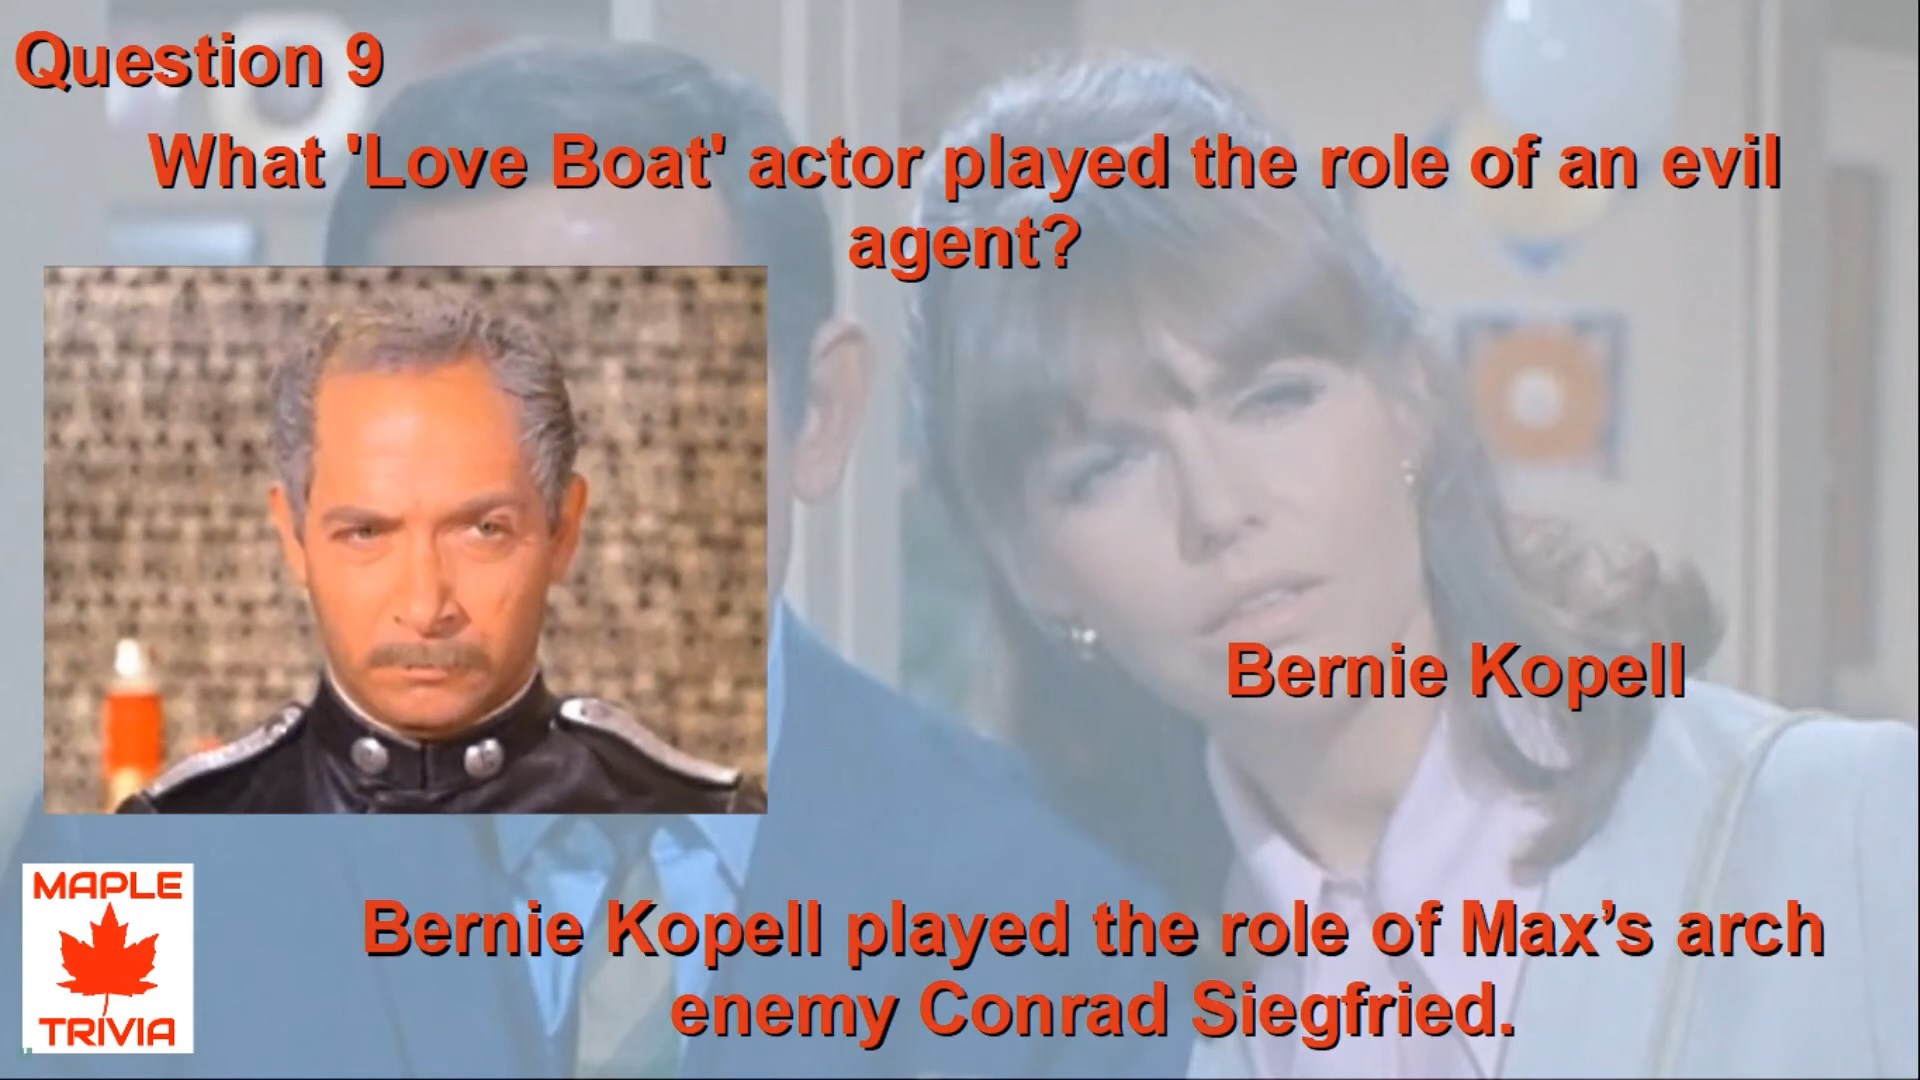 Question 9
What 'Love Boat' actor played the role of an evil
agent?
Bernie Kopell
MAPLE
TRIVIA
Bernie Kopell played the role of Max’s arch
enemy Conrad Siegfried.